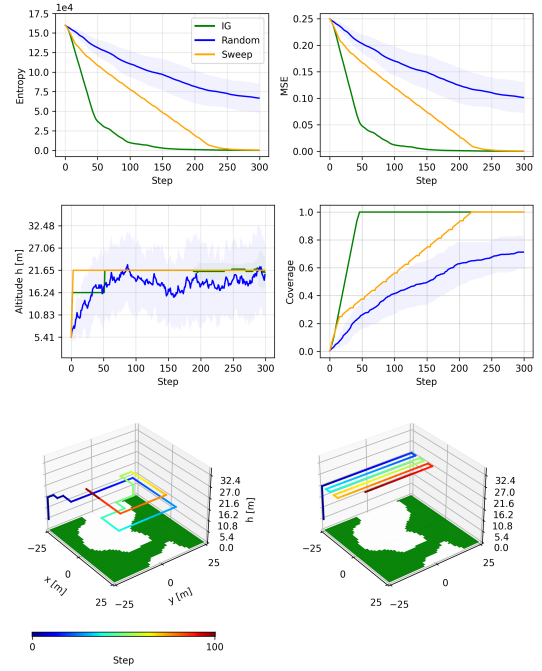 1e4
17.5
15.0
12.5
10.0
7.5
5.0
2.5
0.0
Entropy
0 50 100 150 200 250 300
Step
IG
Random
Sweep
0.25
0.20
0.15
0.10
0.05
0.00
MSE
0 50 100 150 200 250 300
Step
32.48
27.06
21.65
16.24
10.83
5.41
Altitude h [m]
0 50 100 150 200 250 300
Step
1.0
0.8
0.6
0.4
0.2
0.0
Coverage
0 50 100 150 200 250 300
Step
32.4
27.0
21.6
16.2
10.8
5.4
0.0
h [m]
−25
0
25
x [m]
−25
0
25
y [m]
32.4
27.0
21.6
16.2
10.8
5.4
0.0
−25
0
25
−25
0
25
0 100
Step